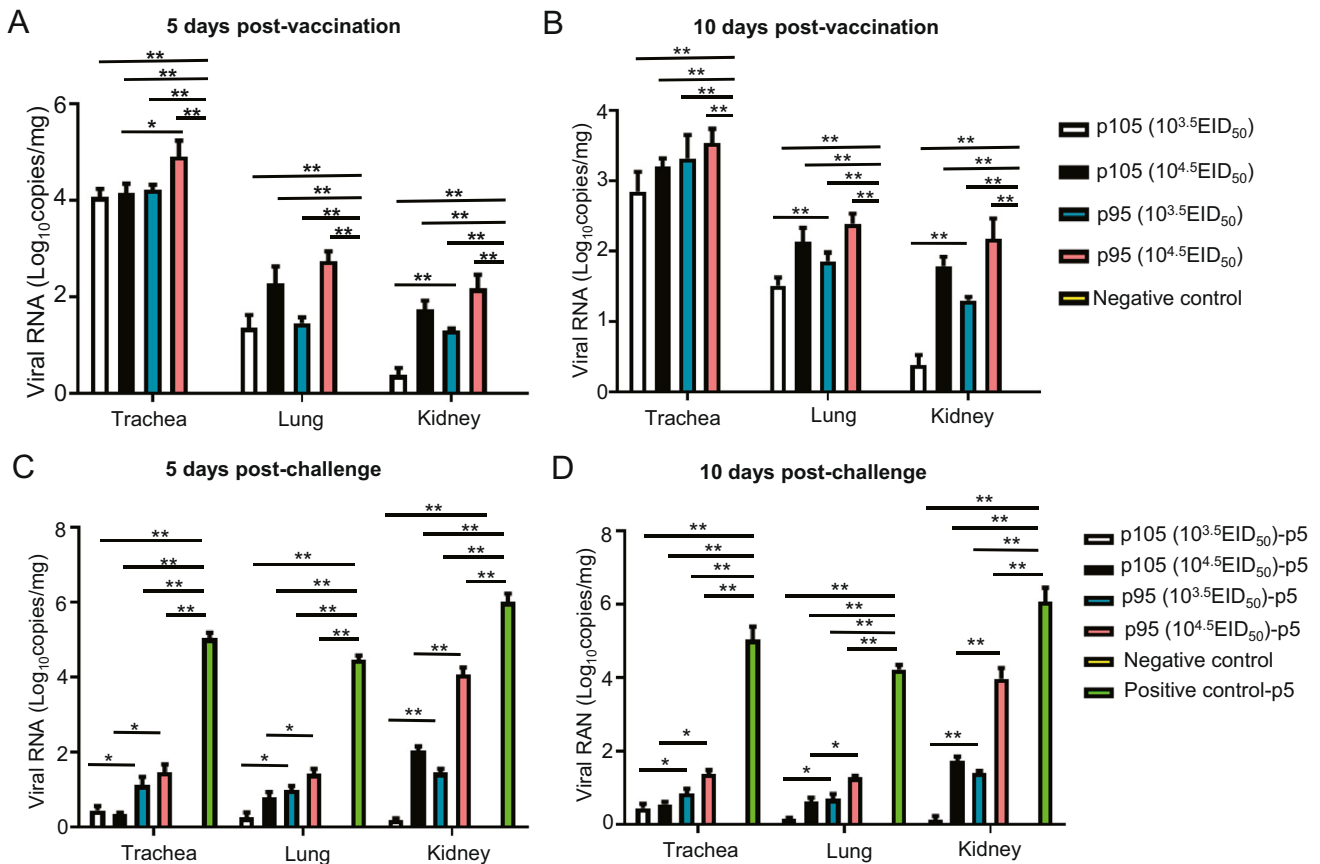 A
5 days post-vaccination
Viral RNA (Log10copies/mg)
6
4
2
0
** ** ** ** *
** ** ** **
** ** ** ** **
Trachea Lung Kidney
B
10 days post-vaccination
Viral RNA (Log10copies/mg)
4
3
2
1
0
** ** ** **
** ** ** ** **
** ** ** ** **
Trachea Lung Kidney
p105 (10^3.5EID50)
p105 (10^4.5EID50)
p95 (10^3.5EID50)
p95 (10^4.5EID50)
Negative control
C
5 days post-challenge
Viral RNA (Log10copies/mg)
8
6
4
2
0
** ** ** ** * *
** ** ** ** * *
** ** ** ** ** **
Trachea Lung Kidney
D
10 days post-challenge
Viral RAN (Log10copies/mg)
8
6
4
2
0
** ** ** ** * *
** ** ** ** * *
** ** ** ** ** **
Trachea Lung Kidney
p105 (10^3.5EID50)-p5
p105 (10^4.5EID50)-p5
p95 (10^3.5EID50)-p5
p95 (10^4.5EID50)-p5
Negative control
Positive control-p5